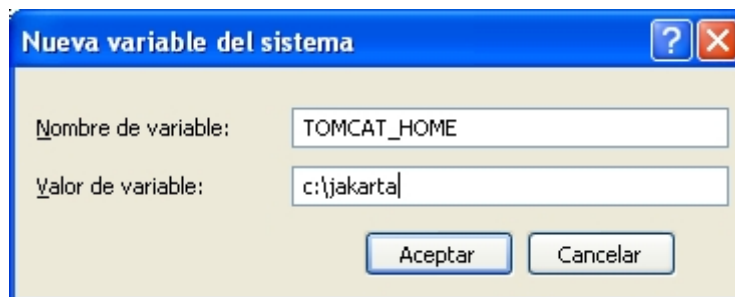 Nueva variable del sistema
Nombre de variable: TOMCAT_HOME
Valor de variable: c:\jakarta
Aceptar Cancelar